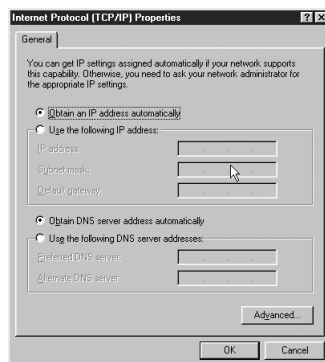 Internet Protocol (TCP/IP) Properties
General
You can get IP settings assigned automatically if your network supports
this capability. Otherwise, you need to ask your network administrator for
the appropriate IP settings.
Obtain an IP address automatically
Use the following IP address:
IP address:
Subnet mask:
Default gateway:
Obtain DNS server address automatically
Use the following DNS server addresses:
Preferred DNS server:
Alternate DNS server:
Advanced...
OK
Cancel